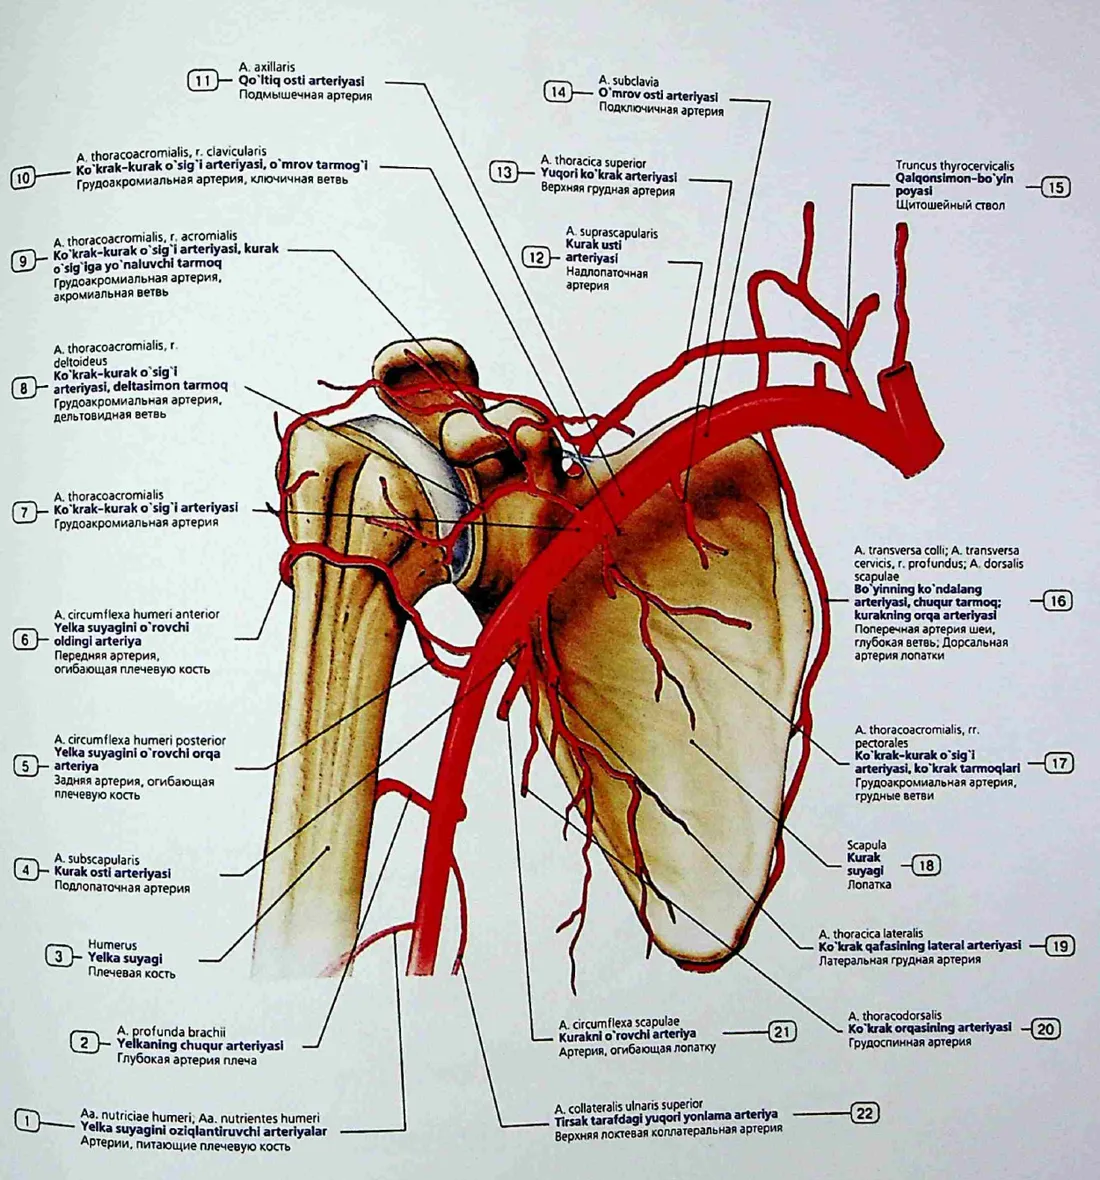 11
A. axillaris
Qo`ltiq osti arteriyasi
Подмышечная артерия
14
A. subclavia
O`mrov osti arteriyasi
Подключичная артерия
10
A. thoracoacromialis, r. clavicularis
Ko`krak-kurak o`sig`i arteriyasi, o`mrov tarmog`i
Грудоакромиальная артерия, ключичная ветвь
13
A. thoracica superior
Yuqori ko`krak arteriyasi
Верхняя грудная артерия
Truncus thyrocervicalis
Qalqonsimon-bo`yin
poyasi
Щитошейный ствол
15
9
A. thoracoacromialis, r. acromialis
Ko`krak-kurak o`sig`i arteriyasi, kurak
o`sig`iga yo`naluvchi tarmoq
Грудоакромиальная артерия,
акромиальная ветвь
12
A. suprascapularis
Kurak usti
arteriyasi
Надлопаточная
артерия
8
A. thoracoacromialis, r.
deltoideus
Ko`krak-kurak o`sig`i
arteriyasi, deltasimon tarmoq
Грудоакромиальная артерия,
дельтовидная ветвь
7
A. thoracoacromialis
Ko`krak-kurak o`sig`i arteriyasi
Грудоакромиальная артерия
A. transversa colli; A. transversa
cervicis, r. profundus; A. dorsalis
scapulae
Bo`yinning ko`ndalang
arteriyasi, chuqur tarmoq;
kurakning orqa arteriyasi
Поперечная артерия шеи,
глубокая ветвь; Дорсальная
артерия лопатки
16
6
A. circumflexa humeri anterior
Yelka suyagini o`rovchi
oldingi arteriya
Передняя артерия,
огибающая плечевую кость
5
A. circumflexa humeri posterior
Yelka suyagini o`rovchi orqa
arteriya
Задняя артерия, огибающая
плечевую кость
A. thoracoacromialis, rr.
pectorales
Ko`krak-kurak o`sig`i
arteriyasi, ko`krak tarmoqlari
Грудоакромиальная артерия,
грудные ветви
17
4
A. subscapularis
Kurak osti arteriyasi
Подлопаточная артерия
Scapula
Kurak
suyagi
Лопатка
18
3
Humerus
Yelka suyagi
Плечевая кость
A. thoracica lateralis
Ko`krak qafasining lateral arteriyasi
Латеральная грудная артерия
19
2
A. profunda brachii
Yelkaning chuqur arteriyasi
Глубокая артерия плеча
A. circumflexa scapulae
Kurakni o`rovchi arteriya
Артерия, огибающая лопатку
21
A. thoracodorsalis
Ko`krak orqasining arteriyasi
Грудоспинная артерия
20
1
Aa. nutriciae humeri; Aa. nutrientes humeri
Yelka suyagini oziqlantiruvchi arteriyalar
Артерии, питающие плечевую кость
A. collateralis ulnaris superior
Tirsak tarafdagi yuqori yonlama arteriya
Верхняя локтевая коллатеральная артерия
22